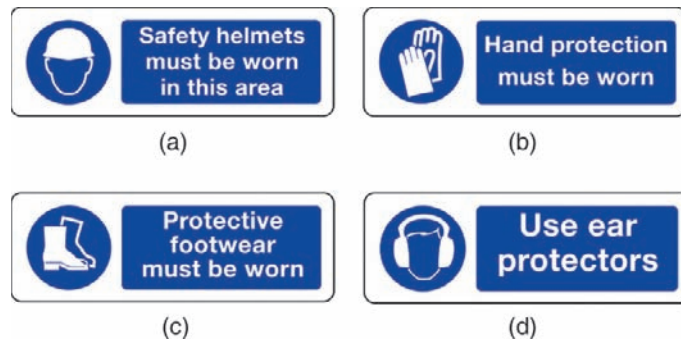 Safety helmets
must be worn
in this area
(a)
Hand protection
must be worn
(b)
Protective
footwear
must be worn
(c)
Use ear
protectors
(d)